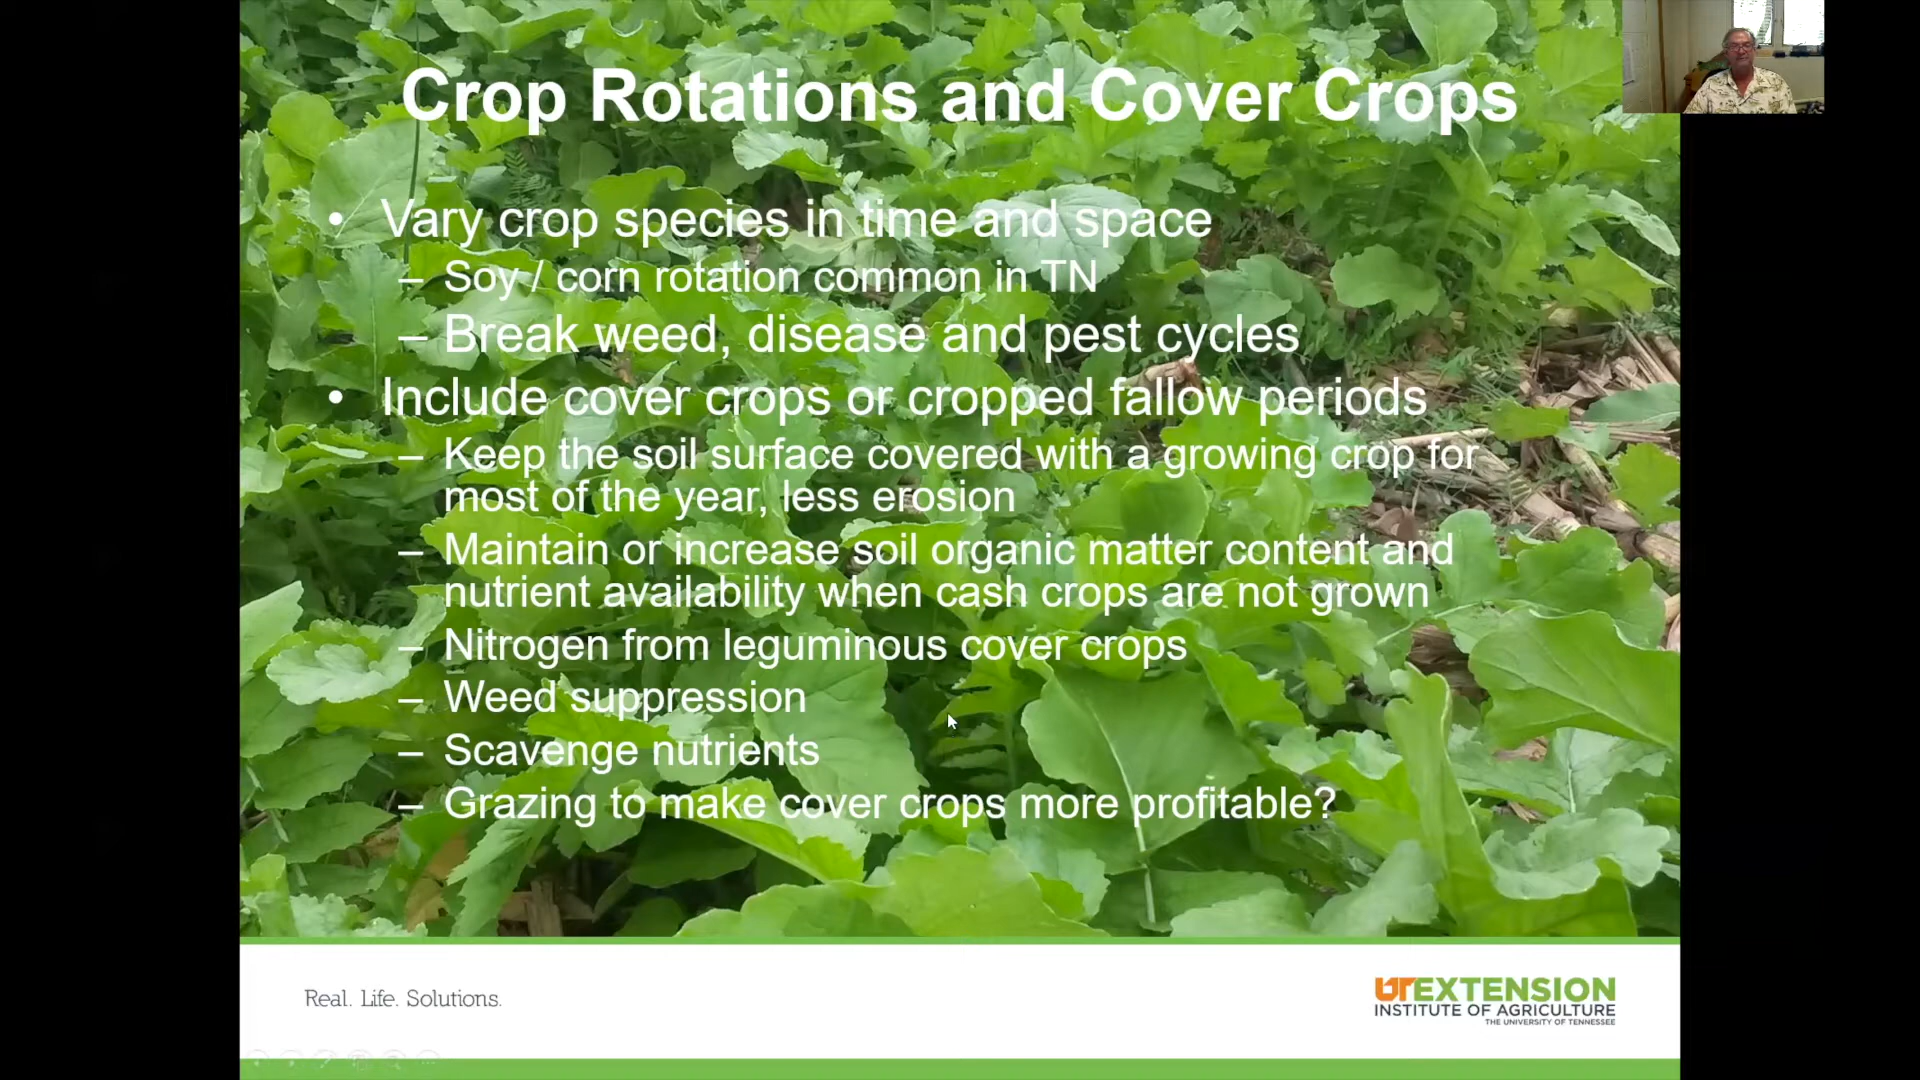 Crop Rotations and Cover Crops
• Vary crop species in time and space
– Soy / corn rotation common in TN
– Break weed, disease and pest cycles
• Include cover crops or cropped fallow periods
– Keep the soil surface covered with a growing crop for
most of the year, less erosion
– Maintain or increase soil organic matter content and
nutrient availability when cash crops are not grown
– Nitrogen from leguminous cover crops
– Weed suppression
– Scavenge nutrients
– Grazing to make cover crops more profitable?
Real. Life. Solutions.
UTEXTENSION
INSTITUTE OF AGRICULTURE
THE UNIVERSITY OF TENNESSEE